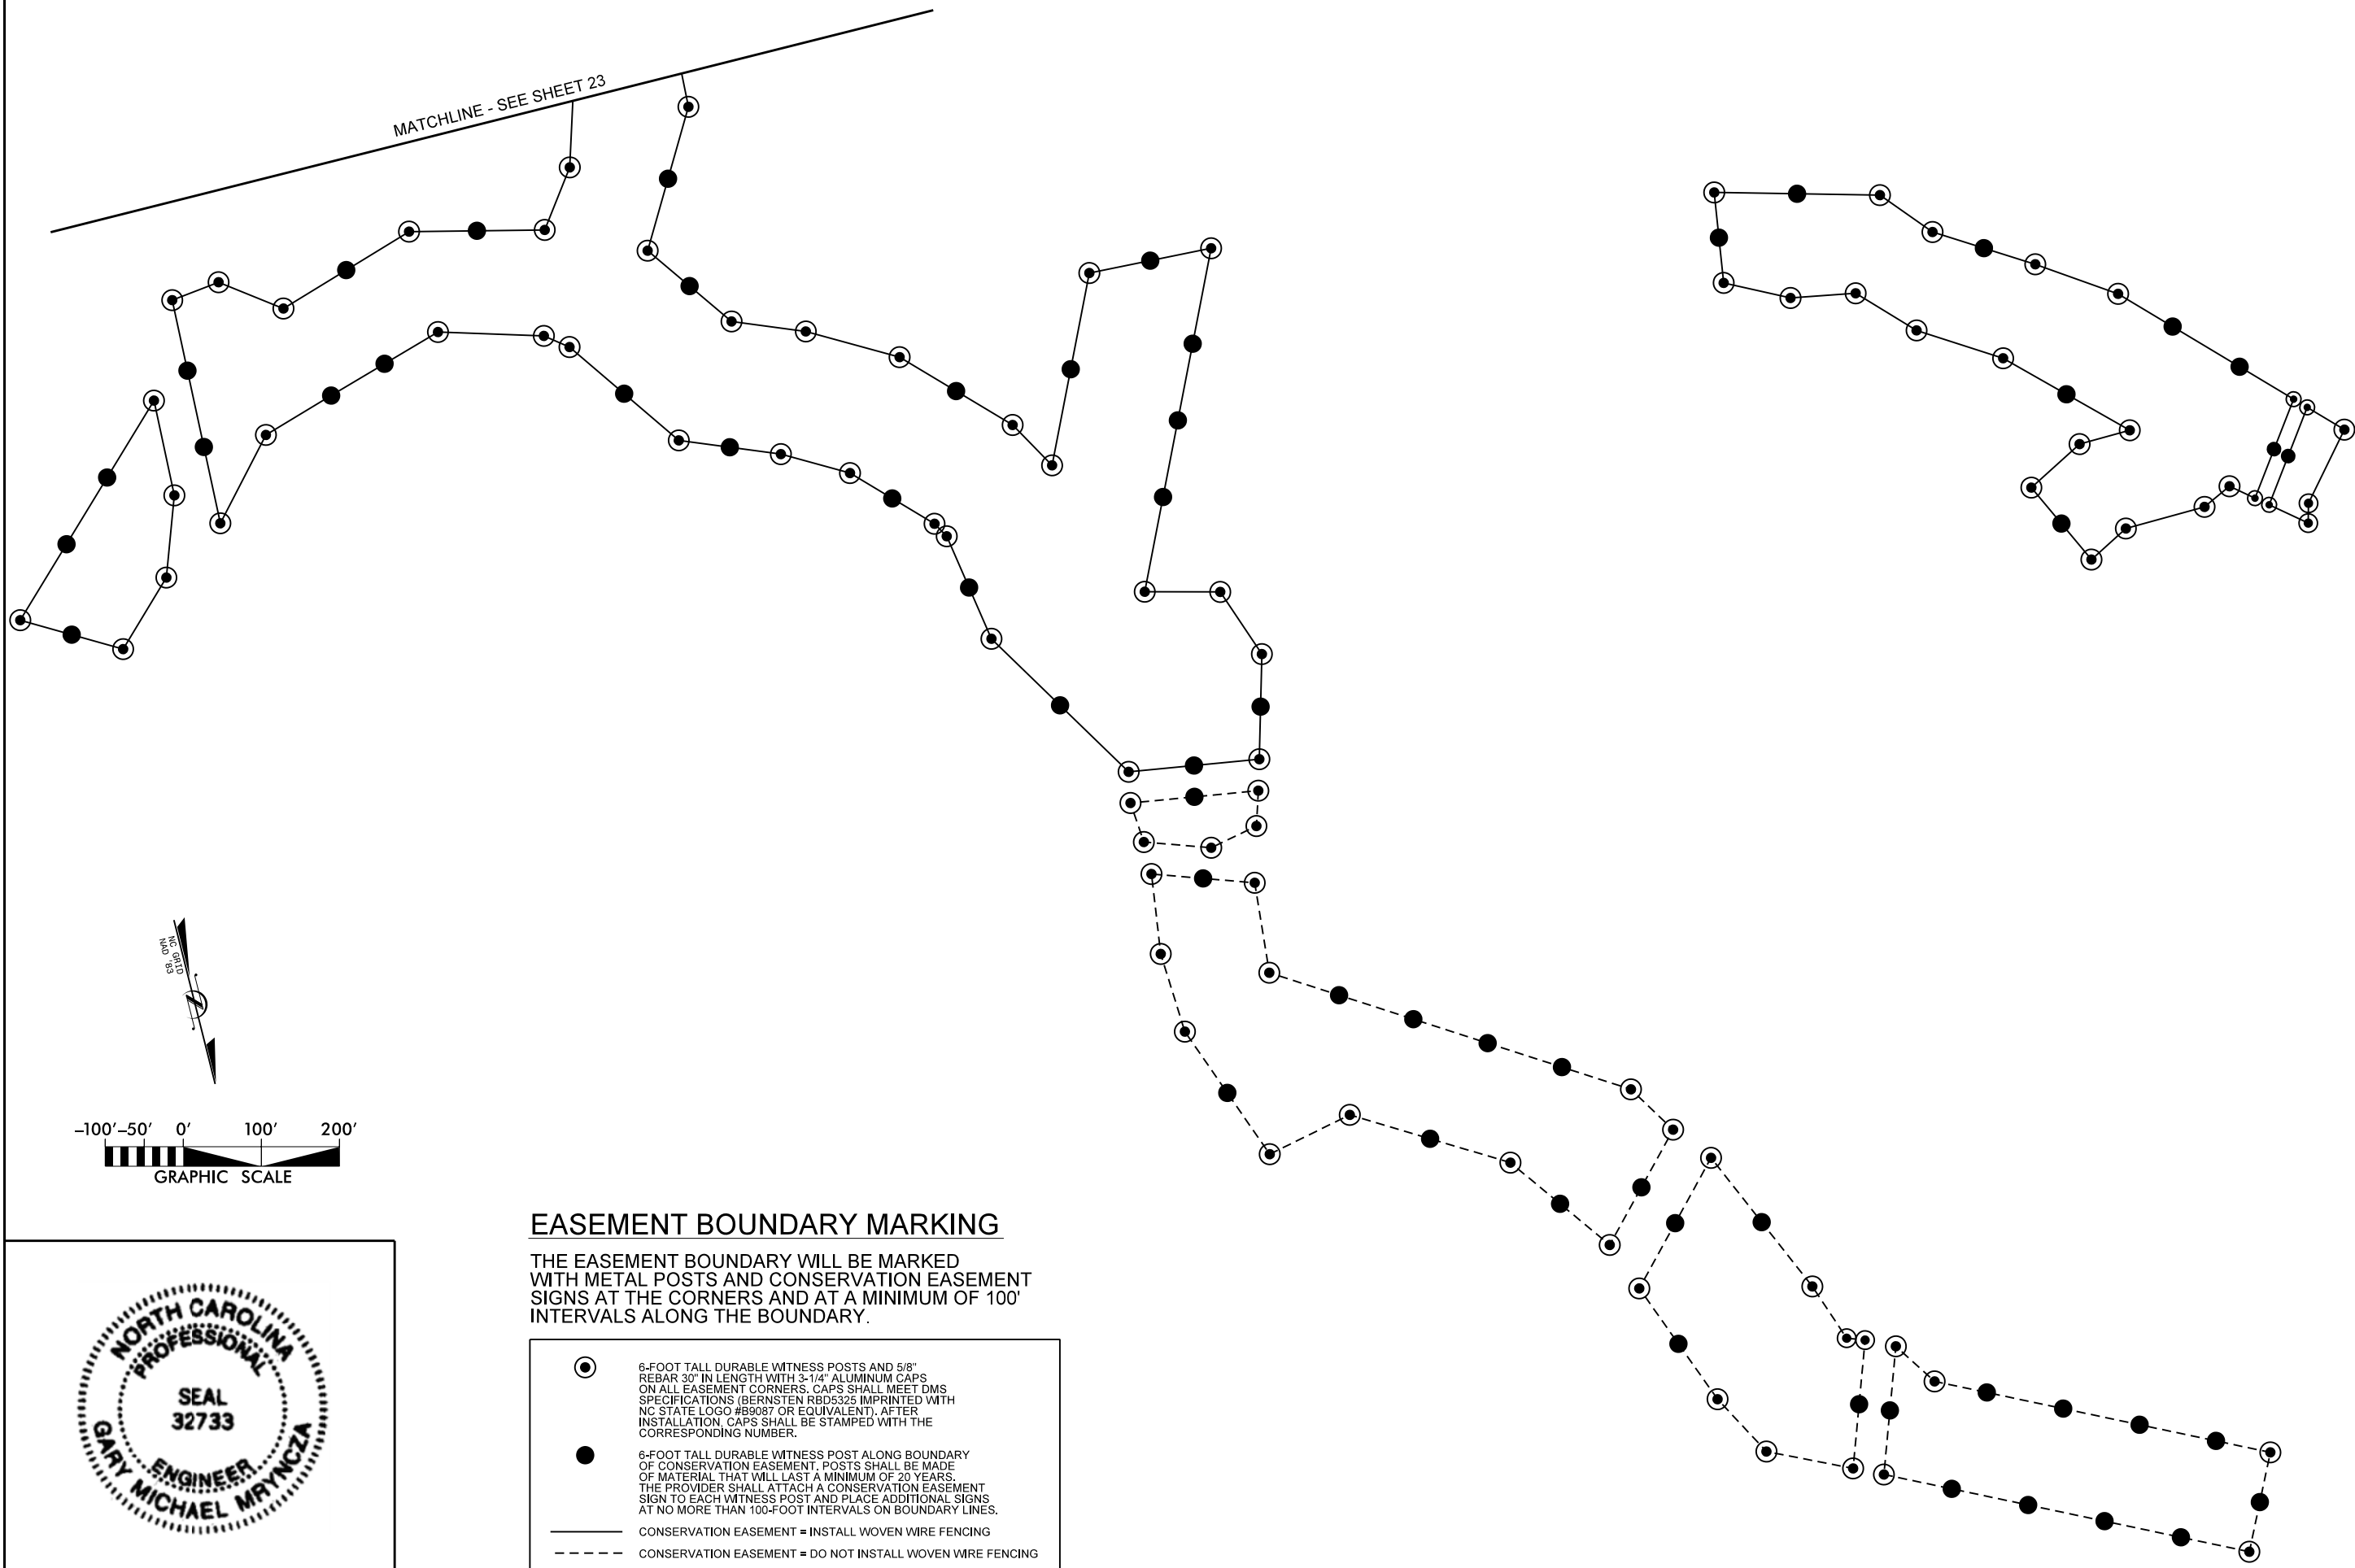 MATCHLINE - SEE SHEET 23
NC GRID
NAD '83
-100' -50' 0' 100' 200'
GRAPHIC SCALE
NORTH CAROLINA
PROFESSIONAL
SEAL
32733
ENGINEER
GARY MICHAEL MRYNCZA
EASEMENT BOUNDARY MARKING
THE EASEMENT BOUNDARY WILL BE MARKED
WITH METAL POSTS AND CONSERVATION EASEMENT
SIGNS AT THE CORNERS AND AT A MINIMUM OF 100'
INTERVALS ALONG THE BOUNDARY.
6-FOOT TALL DURABLE WITNESS POSTS AND 5/8"
REBAR 30" IN LENGTH WITH 3-1/4" ALUMINUM CAPS
ON ALL EASEMENT CORNERS. CAPS SHALL MEET DMS
SPECIFICATIONS (BERNSTEN RBD5325 IMPRINTED WITH
NC STATE LOGO #B9087 OR EQUIVALENT). AFTER
INSTALLATION, CAPS SHALL BE STAMPED WITH THE
CORRESPONDING NUMBER.
6-FOOT TALL DURABLE WITNESS POST ALONG BOUNDARY
OF CONSERVATION EASEMENT. POSTS SHALL BE MADE
OF MATERIAL THAT WILL LAST A MINIMUM OF 20 YEARS.
THE PROVIDER SHALL ATTACH A CONSERVATION EASEMENT
SIGN TO EACH WITNESS POST AND PLACE ADDITIONAL SIGNS
AT NO MORE THAN 100-FOOT INTERVALS ON BOUNDARY LINES.
CONSERVATION EASEMENT = INSTALL WOVEN WIRE FENCING
CONSERVATION EASEMENT = DO NOT INSTALL WOVEN WIRE FENCING